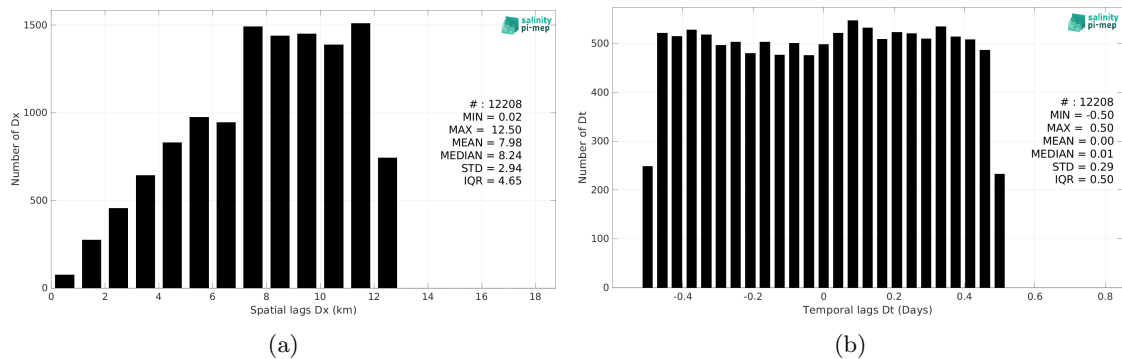 salinity
pi-mep
1500
1000
500
0
Number of Dx
# : 12208
MIN = 0.02
MAX = 12.50
MEAN = 7.98
MEDIAN = 8.24
STD = 2.94
IQR = 4.65
0 2 4 6 8 10 12 14 16 18
Spatial lags Dx (km)
(a)
salinity
pi-mep
500
400
300
200
100
0
Number of Dt
# : 12208
MIN = -0.50
MAX = 0.50
MEAN = 0.00
MEDIAN = 0.01
STD = 0.29
IQR = 0.50
-0.4 -0.2 0 0.2 0.4 0.6 0.8
Temporal lags Dt (Days)
(b)